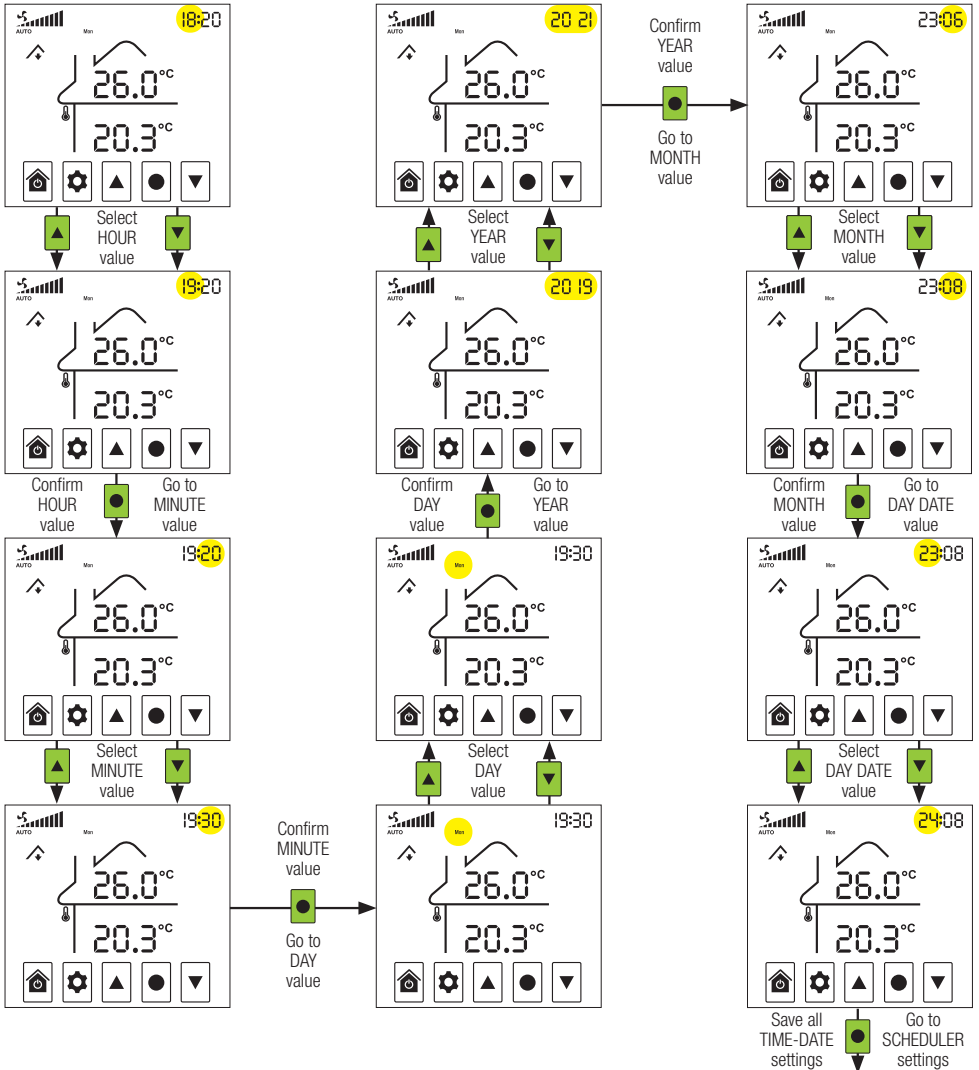 18:20
AUTO Mon
26.0°C
20.3°C
Select
HOUR
value
19:20
AUTO Mon
26.0°C
20.3°C
Confirm
HOUR
value
Go to
MINUTE
value
19:20
AUTO Mon
26.0°C
20.3°C
Select
MINUTE
value
19:30
AUTO Mon
26.0°C
20.3°C
Confirm
MINUTE
value
Go to
DAY
value
20 21
AUTO Mon
26.0°C
20.3°C
Select
YEAR
value
20 19
AUTO Mon
26.0°C
20.3°C
Confirm
DAY
value
Go to
YEAR
value
Mon 19:30
AUTO
26.0°C
20.3°C
Select
DAY
value
19:30
AUTO Mon
26.0°C
20.3°C
Confirm
YEAR
value
Go to
MONTH
value
23:06
AUTO Mon
26.0°C
20.3°C
Select
MONTH
value
23:08
AUTO Mon
26.0°C
20.3°C
Confirm
MONTH
value
Go to
DAY DATE
value
23:08
AUTO Mon
26.0°C
20.3°C
Select
DAY DATE
value
24:08
AUTO Mon
26.0°C
20.3°C
Save all
TIME-DATE
settings
Go to
SCHEDULER
settings